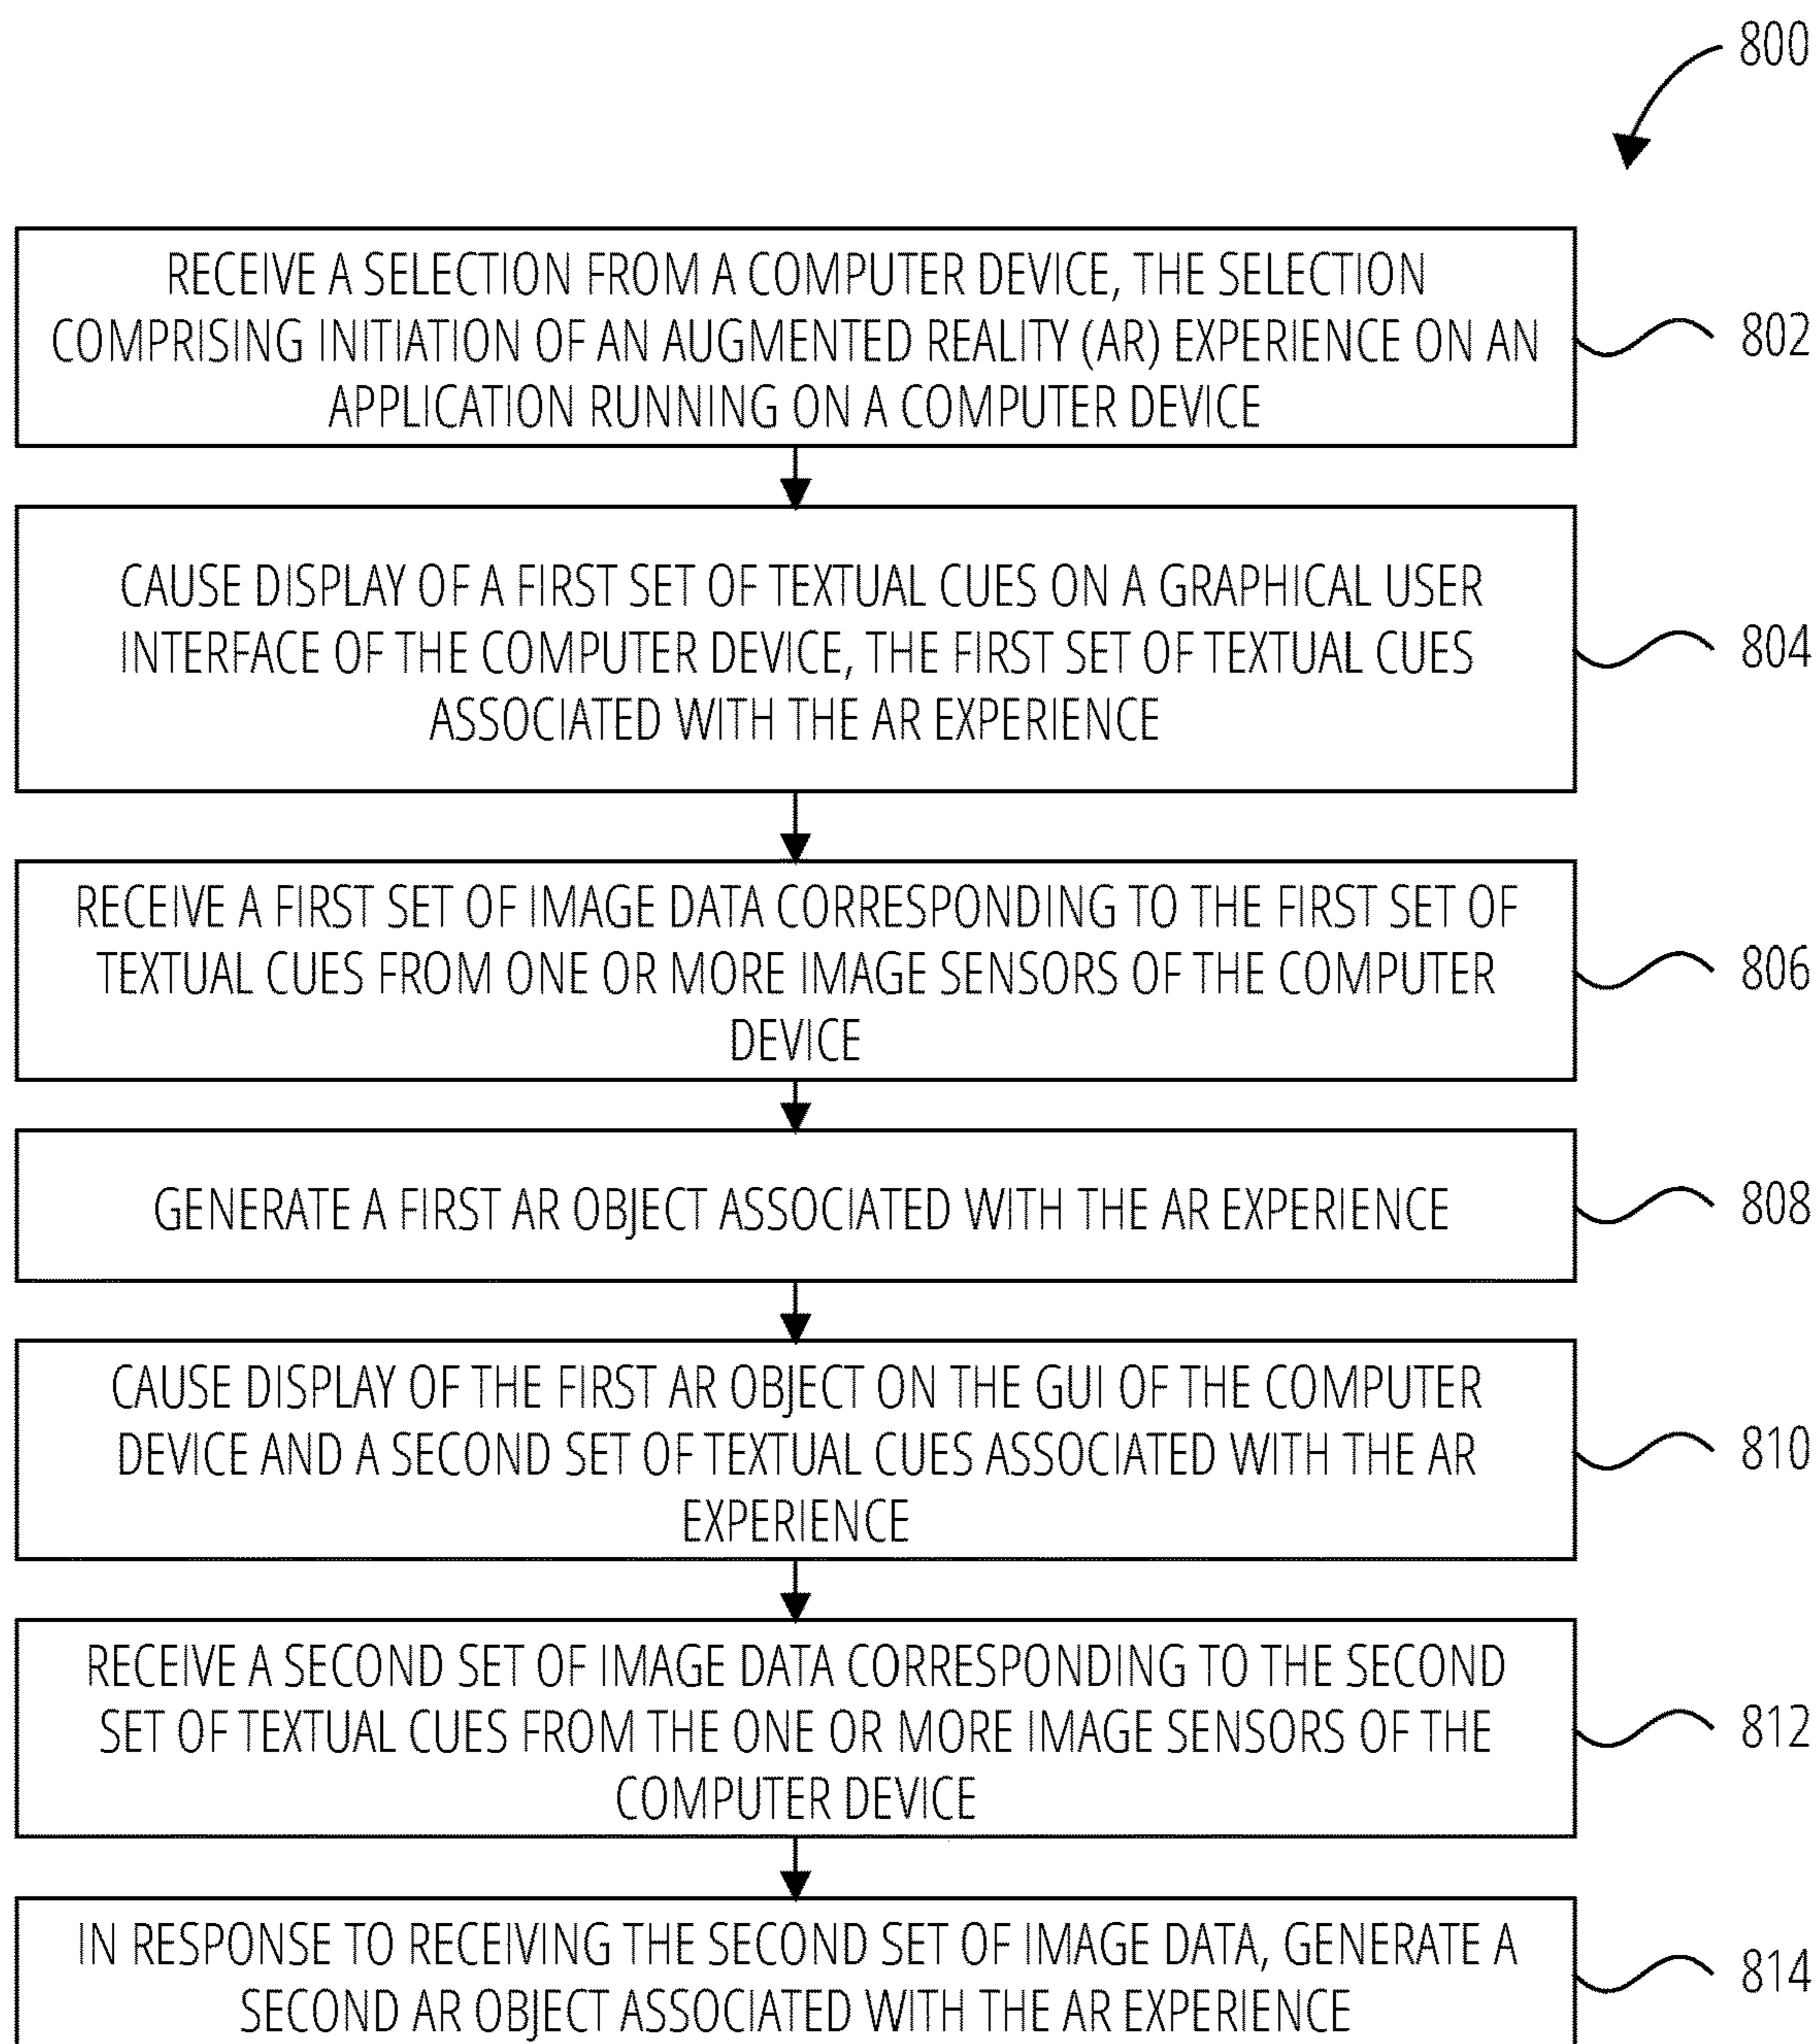 800
RECEIVE A SELECTION FROM A COMPUTER DEVICE, THE SELECTION
COMPRISING INITIATION OF AN AUGMENTED REALITY (AR) EXPERIENCE ON AN
APPLICATION RUNNING ON A COMPUTER DEVICE
802
CAUSE DISPLAY OF A FIRST SET OF TEXTUAL CUES ON A GRAPHICAL USER
INTERFACE OF THE COMPUTER DEVICE, THE FIRST SET OF TEXTUAL CUES
ASSOCIATED WITH THE AR EXPERIENCE
804
RECEIVE A FIRST SET OF IMAGE DATA CORRESPONDING TO THE FIRST SET OF
TEXTUAL CUES FROM ONE OR MORE IMAGE SENSORS OF THE COMPUTER
DEVICE
806
GENERATE A FIRST AR OBJECT ASSOCIATED WITH THE AR EXPERIENCE
808
CAUSE DISPLAY OF THE FIRST AR OBJECT ON THE GUI OF THE COMPUTER
DEVICE AND A SECOND SET OF TEXTUAL CUES ASSOCIATED WITH THE AR
EXPERIENCE
810
RECEIVE A SECOND SET OF IMAGE DATA CORRESPONDING TO THE SECOND
SET OF TEXTUAL CUES FROM THE ONE OR MORE IMAGE SENSORS OF THE
COMPUTER DEVICE
812
IN RESPONSE TO RECEIVING THE SECOND SET OF IMAGE DATA, GENERATE A
SECOND AR OBJECT ASSOCIATED WITH THE AR EXPERIENCE
814